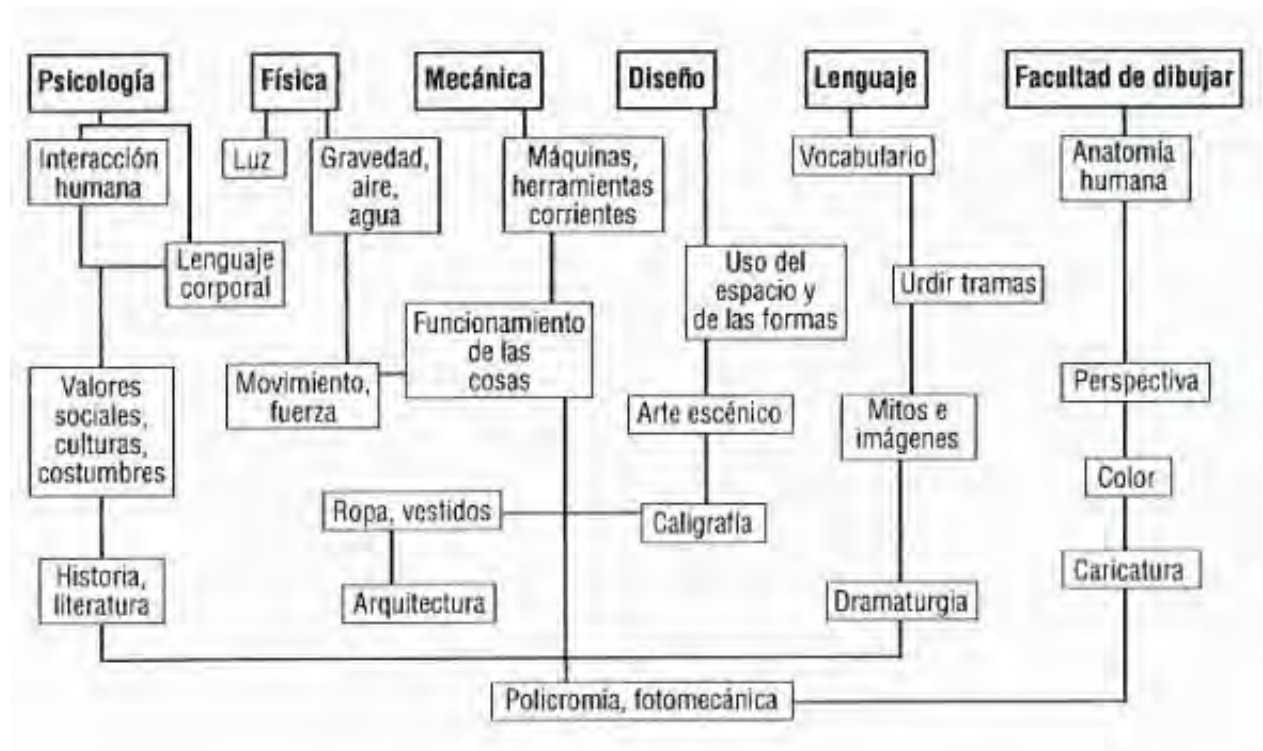 Psicología
Física
Mecánica
Diseño
Lenguaje
Facultad de dibujar
Interacción
humana
Luz
Gravedad,
aire,
agua
Máquinas,
herramientas
corrientes
Vocabulario
Anatomía
humana
Lenguaje
corporal
Uso del
espacio y
de las formas
Urdir tramas
Funcionamiento
de las
cosas
Valores
sociales,
culturas,
costumbres
Movimiento,
fuerza
Arte escénico
Mitos e
imágenes
Perspectiva
Color
Ropa, vestidos
Caligrafía
Historia,
literatura
Arquitectura
Dramaturgia
Caricatura
Policromía, fotomecánica